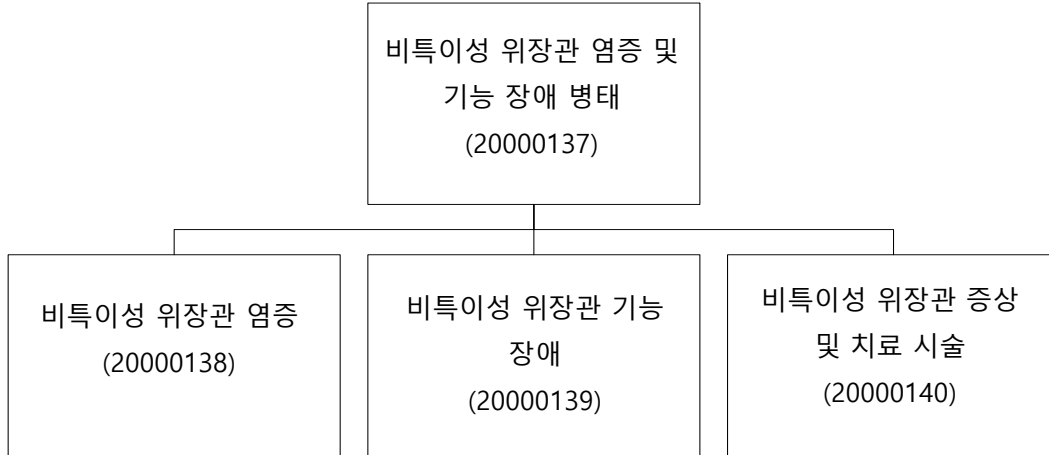 비특이성 위장관 염증 및
기능 장애 병태
(20000137)
비특이성 위장관 염증
(20000138)
비특이성 위장관 기능
장애
(20000139)
비특이성 위장관 증상
및 치료 시술
(20000140)